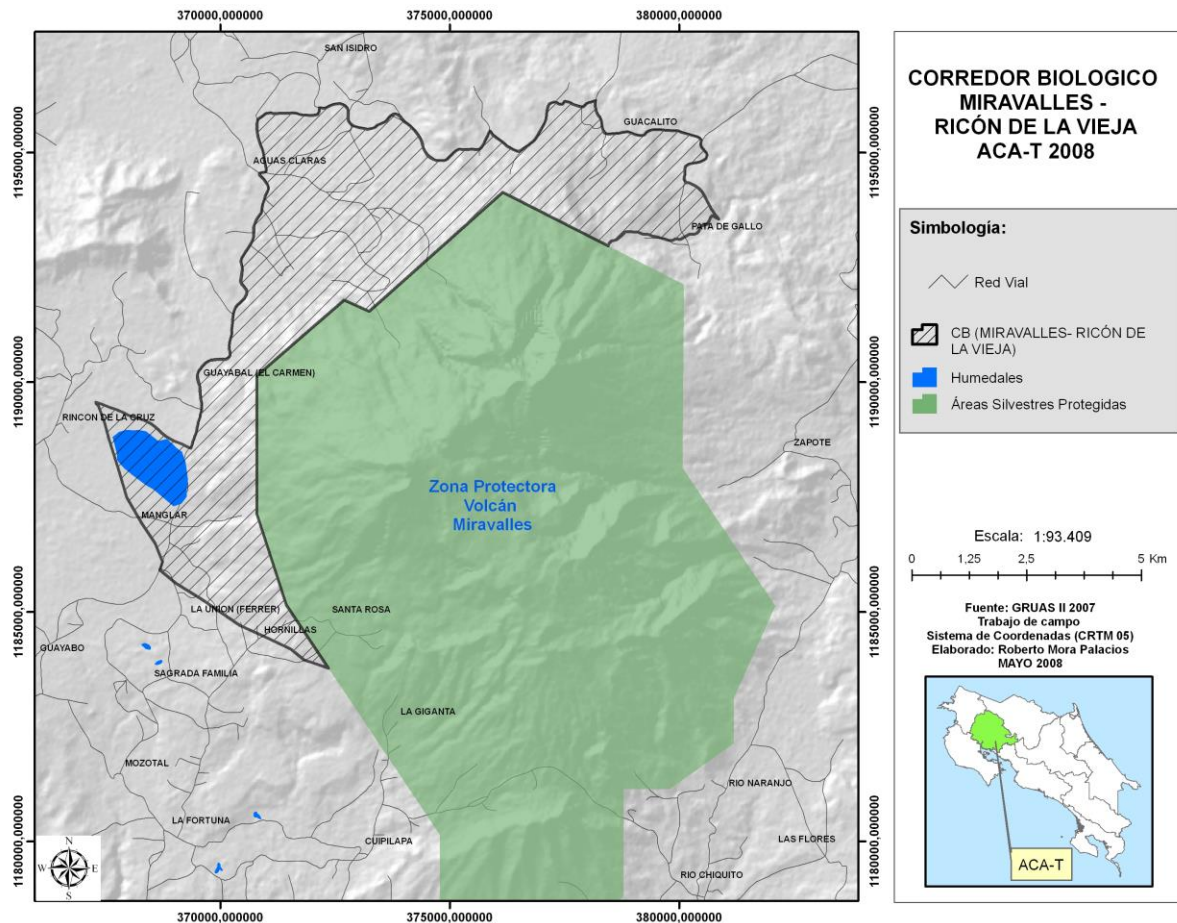 370000,000000
375000,000000
380000,000000
1195000,000000
1190000,000000
1185000,000000
1180000,000000
SAN ISIDRO
GUACALITO
AGUAS CLARAS
PATA DE GALLO
GUAYABAL (EL CARMEN)
RINCON DE LA CRUZ
ZAPOTE
Zona Protectora
Volcán
Miravalles
MANGLAR
LA UNION (FERRER)
SANTA ROSA
HORNILLAS
GUAYABO
SAGRADA FAMILIA
LA GIGANTA
MOZOTAL
RIO NARANJO
LA FORTUNA
CUIPILAPA
LAS FLORES
RIO CHIQUITO
N
W E
S
1195000,000000
1190000,000000
1185000,000000
1180000,000000
370000,000000
375000,000000
380000,000000
CORREDOR BIOLOGICO
MIRAVALLES -
RICÓN DE LA VIEJA
ACA-T 2008
Simbología:
Red Vial
CB (MIRAVALLES- RICÓN DE
LA VIEJA)
Humedales
Áreas Silvestres Protegidas
Escala: 1:93.409
0 1,25 2,5 5 Km
Fuente: GRUAS II 2007
Trabajo de campo
Sistema de Coordenadas (CRTM 05)
Elaborado: Roberto Mora Palacios
MAYO 2008
ACA-T